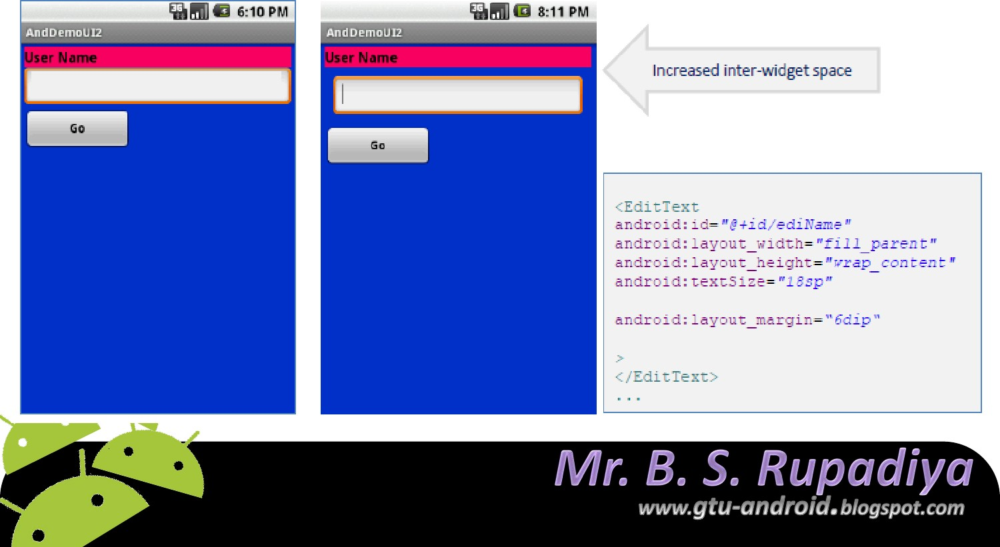 3G 6:10 PM
AndDemoUI2
User Name
Go
3G 8:11 PM
AndDemoUI2
User Name
Go
Increased inter-widget space
<EditText
android:id="@+id/ediName"
android:layout_width="fill_parent"
android:layout_height="wrap_content"
android:textSize="18sp"
android:layout_margin="6dip"
>
</EditText>
...
Mr. B. S. Rupadiya
www.gtu-android.blogspot.com